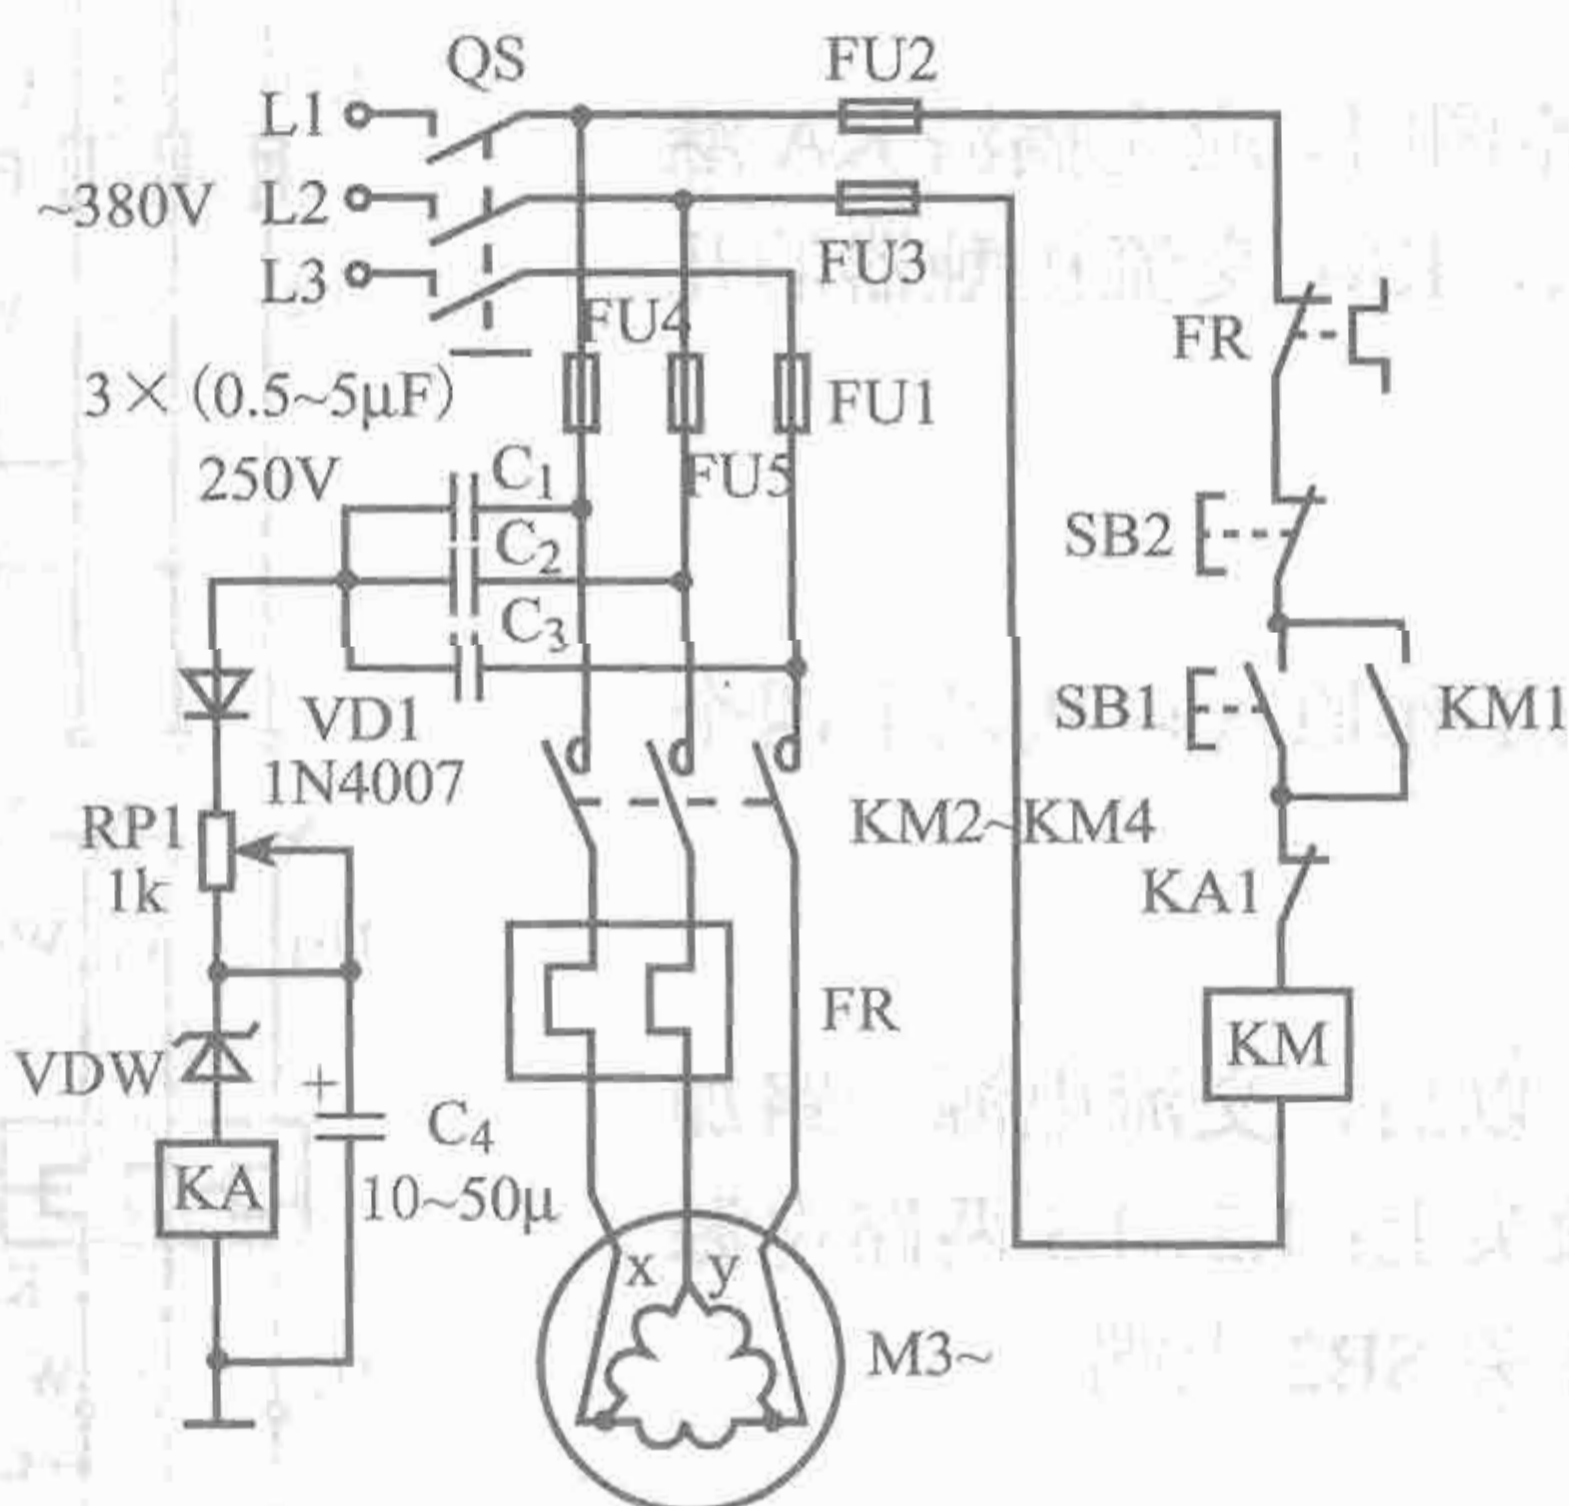 QS
FU2
L1
~380V
L2
FU3
L3
FU4
FR
3×(0.5~5μF)
FU1
250V
C1
FU5
C2
SB2
C3
VD1
SB1
KM1
1N4007
RP1
KM2~KM4
1k
KA1
FR
VDW
KM
+
C4
KA
10~50μ
x y
M3~